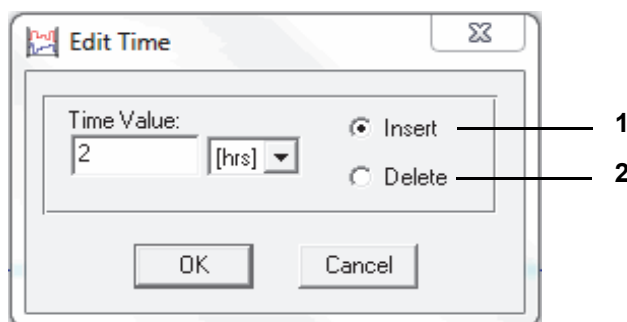 Edit Time
Time Value:
2
[hrs]
Insert
1
Delete
2
OK
Cancel